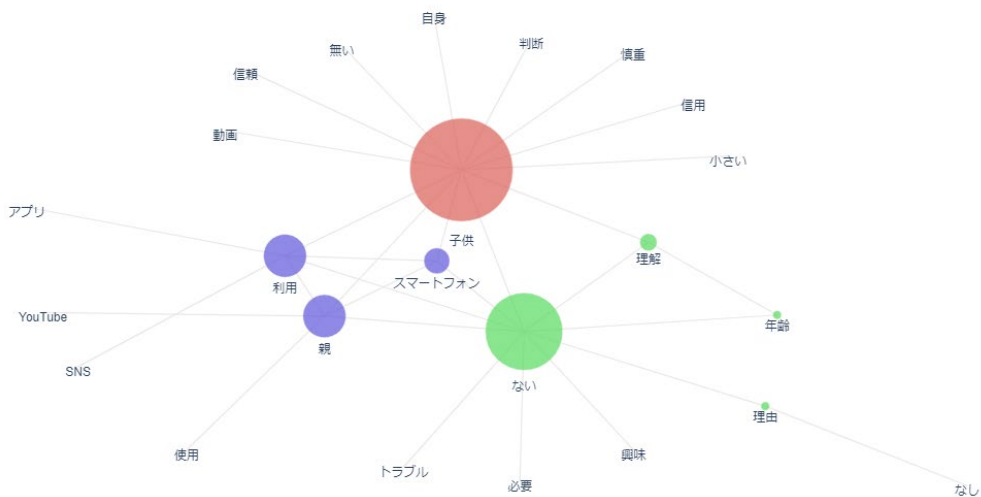 自身
判断
無い
慎重
信頼
信用
動画
小さい
アプリ
子供
理解
スマートフォン
利用
YouTube
年齢
親
SNS
ない
理由
使用
興味
トラブル
必要
なし